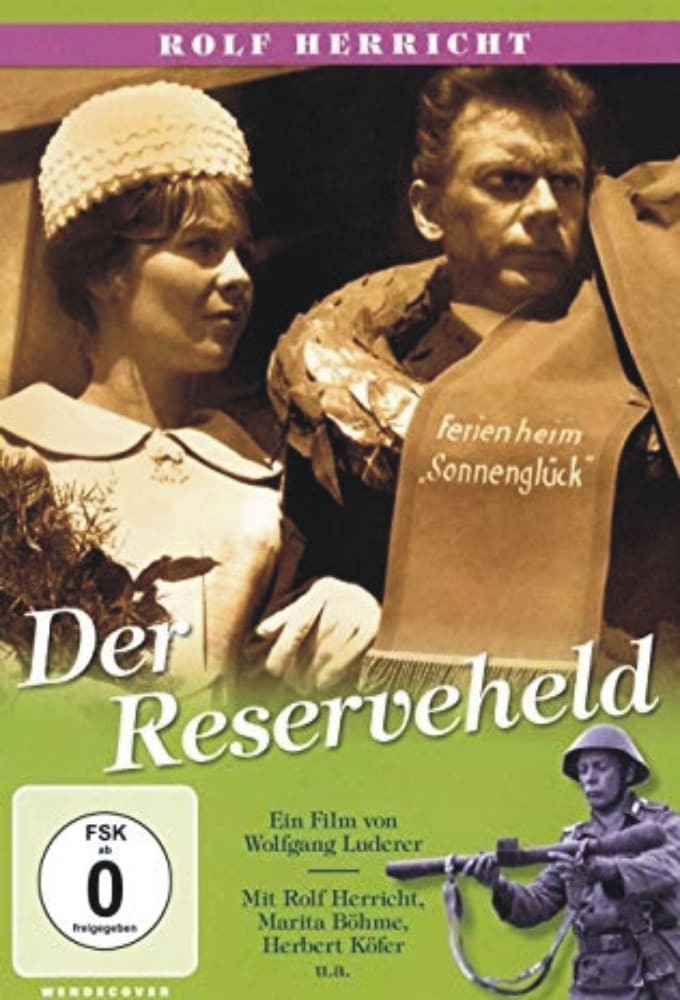 ROLF HERRICHT
Ferienheim
„Sonnenglück“
Der
Reserveheld
Ein Film von
Wolfgang Luderer
Mit Rolf Herricht,
Marita Böhme,
Herbert Köfer
u.a.
FSK
ab
0
freigegeben
WENDECOVER